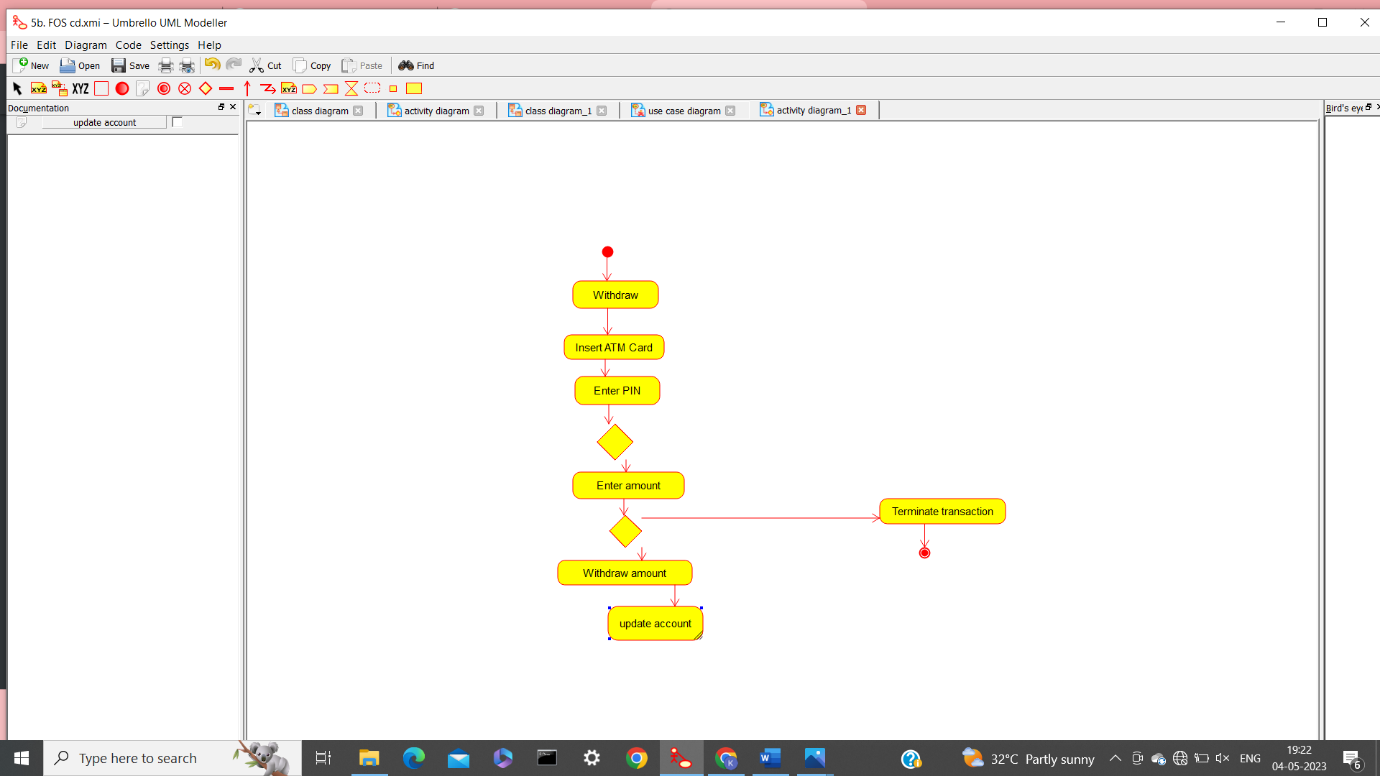 5b. FOS cd.xmi – Umbrello UML Modeller
File Edit Diagram Code Settings Help
New Open Save Cut Copy Paste Find
XYZ XYZ XYZ
Documentation
class diagram activity diagram class diagram_1 use case diagram activity diagram_1
Bird's eye
update account
Withdraw
Insert ATM Card
Enter PIN
Enter amount
Terminate transaction
Withdraw amount
update account
Type here to search
32°C Partly sunny
ENG
19:22
04-05-2023
6